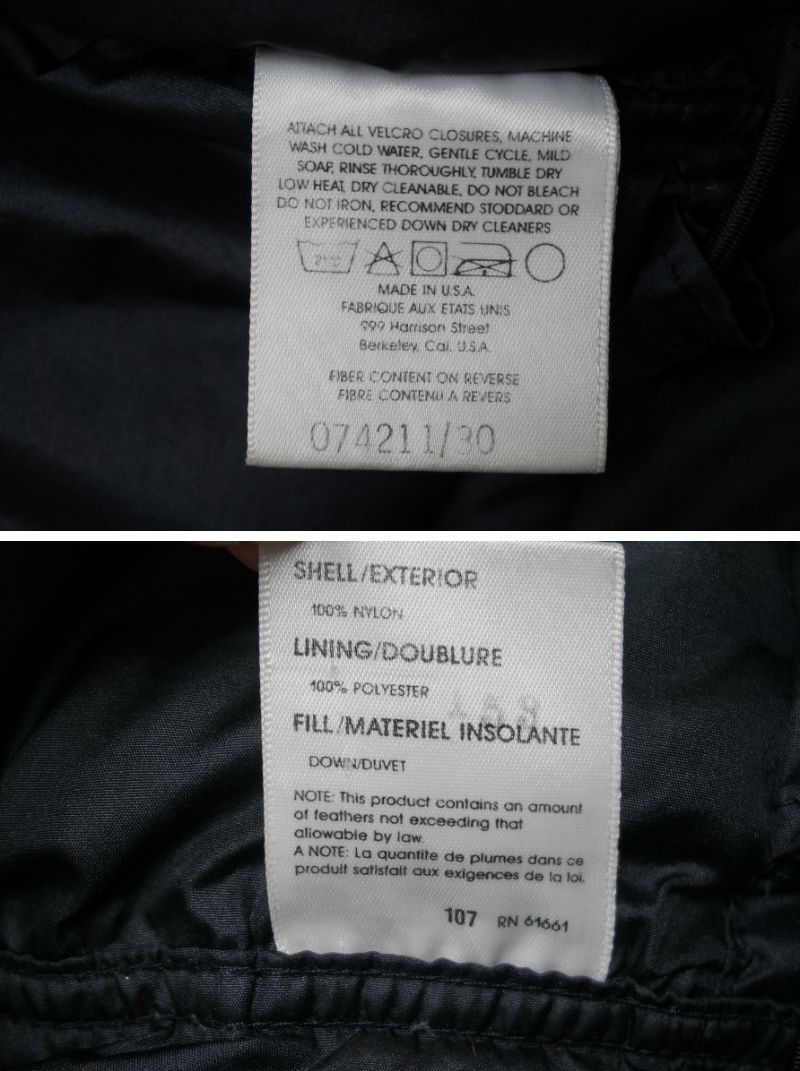 ATTACH ALL VELCRO CLOSURES, MACHINE
WASH COLD WATER, GENTLE CYCLE, MILD
SOAP, RINSE THOROUGHLY, TUMBLE DRY
LOW HEAT, DRY CLEANABLE, DO NOT BLEACH
DO NOT IRON, RECOMMEND STODDARD OR
EXPERIENCED DOWN DRY CLEANERS
MADE IN U.S.A.
FABRIQUE AUX ETATS UNIS
999 Harrison Street
Berkeley, Cal. U.S.A.
FIBER CONTENT ON REVERSE
FIBRE CONTENU A REVERS
074211/90
SHELL/EXTERIOR
100% NYLON
LINING/DOUBLURE
100% POLYESTER
FILL/MATERIEL INSOLANTE
DOWN/DUVET
NOTE: This product contains an amount
of feathers not exceeding that
allowable by law.
A NOTE: La quantite de plumes dans ce
produit satisfait aux exigences de la loi.
107 RN 61661